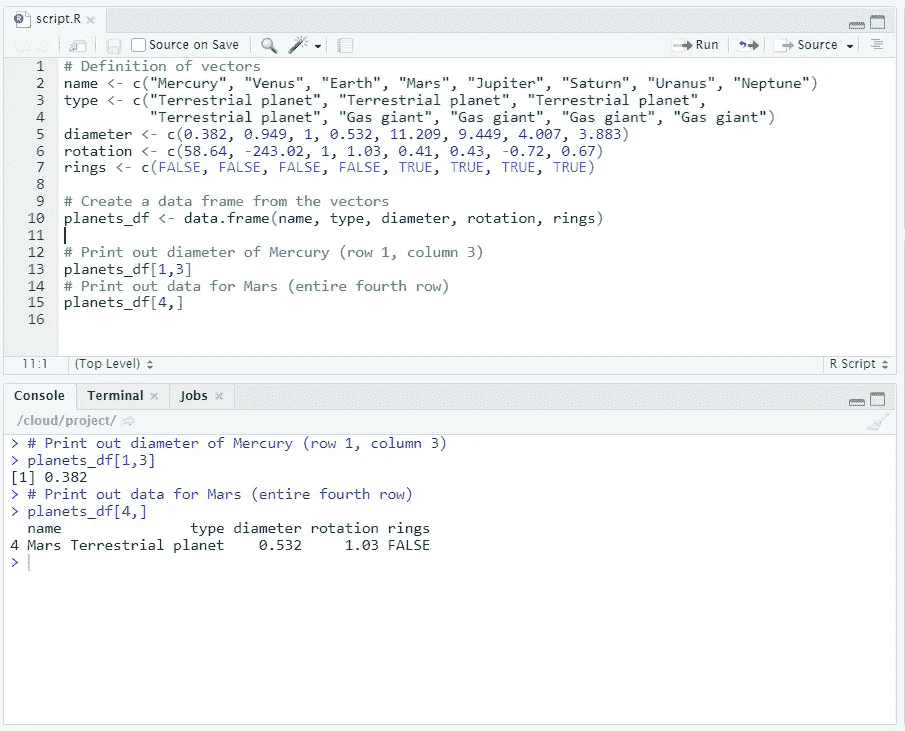 script.R
Source on Save Run Source
1 # Definition of vectors
2 name <- c("Mercury", "Venus", "Earth", "Mars", "Jupiter", "Saturn", "Uranus", "Neptune")
3 type <- c("Terrestrial planet", "Terrestrial planet", "Terrestrial planet",
4 "Terrestrial planet", "Gas giant", "Gas giant", "Gas giant", "Gas giant")
5 diameter <- c(0.382, 0.949, 1, 0.532, 11.209, 9.449, 4.007, 3.883)
6 rotation <- c(58.64, -243.02, 1, 1.03, 0.41, 0.43, -0.72, 0.67)
7 rings <- c(FALSE, FALSE, FALSE, FALSE, TRUE, TRUE, TRUE, TRUE)
8
9 # Create a data frame from the vectors
10 planets_df <- data.frame(name, type, diameter, rotation, rings)
11
12 # Print out diameter of Mercury (row 1, column 3)
13 planets_df[1,3]
14 # Print out data for Mars (entire fourth row)
15 planets_df[4,]
16
11:1 (Top Level) R Script
Console Terminal Jobs
/cloud/project/
> # Print out diameter of Mercury (row 1, column 3)
> planets_df[1,3]
[1] 0.382
> # Print out data for Mars (entire fourth row)
> planets_df[4,]
name type diameter rotation rings
4 Mars Terrestrial planet 0.532 1.03 FALSE
>